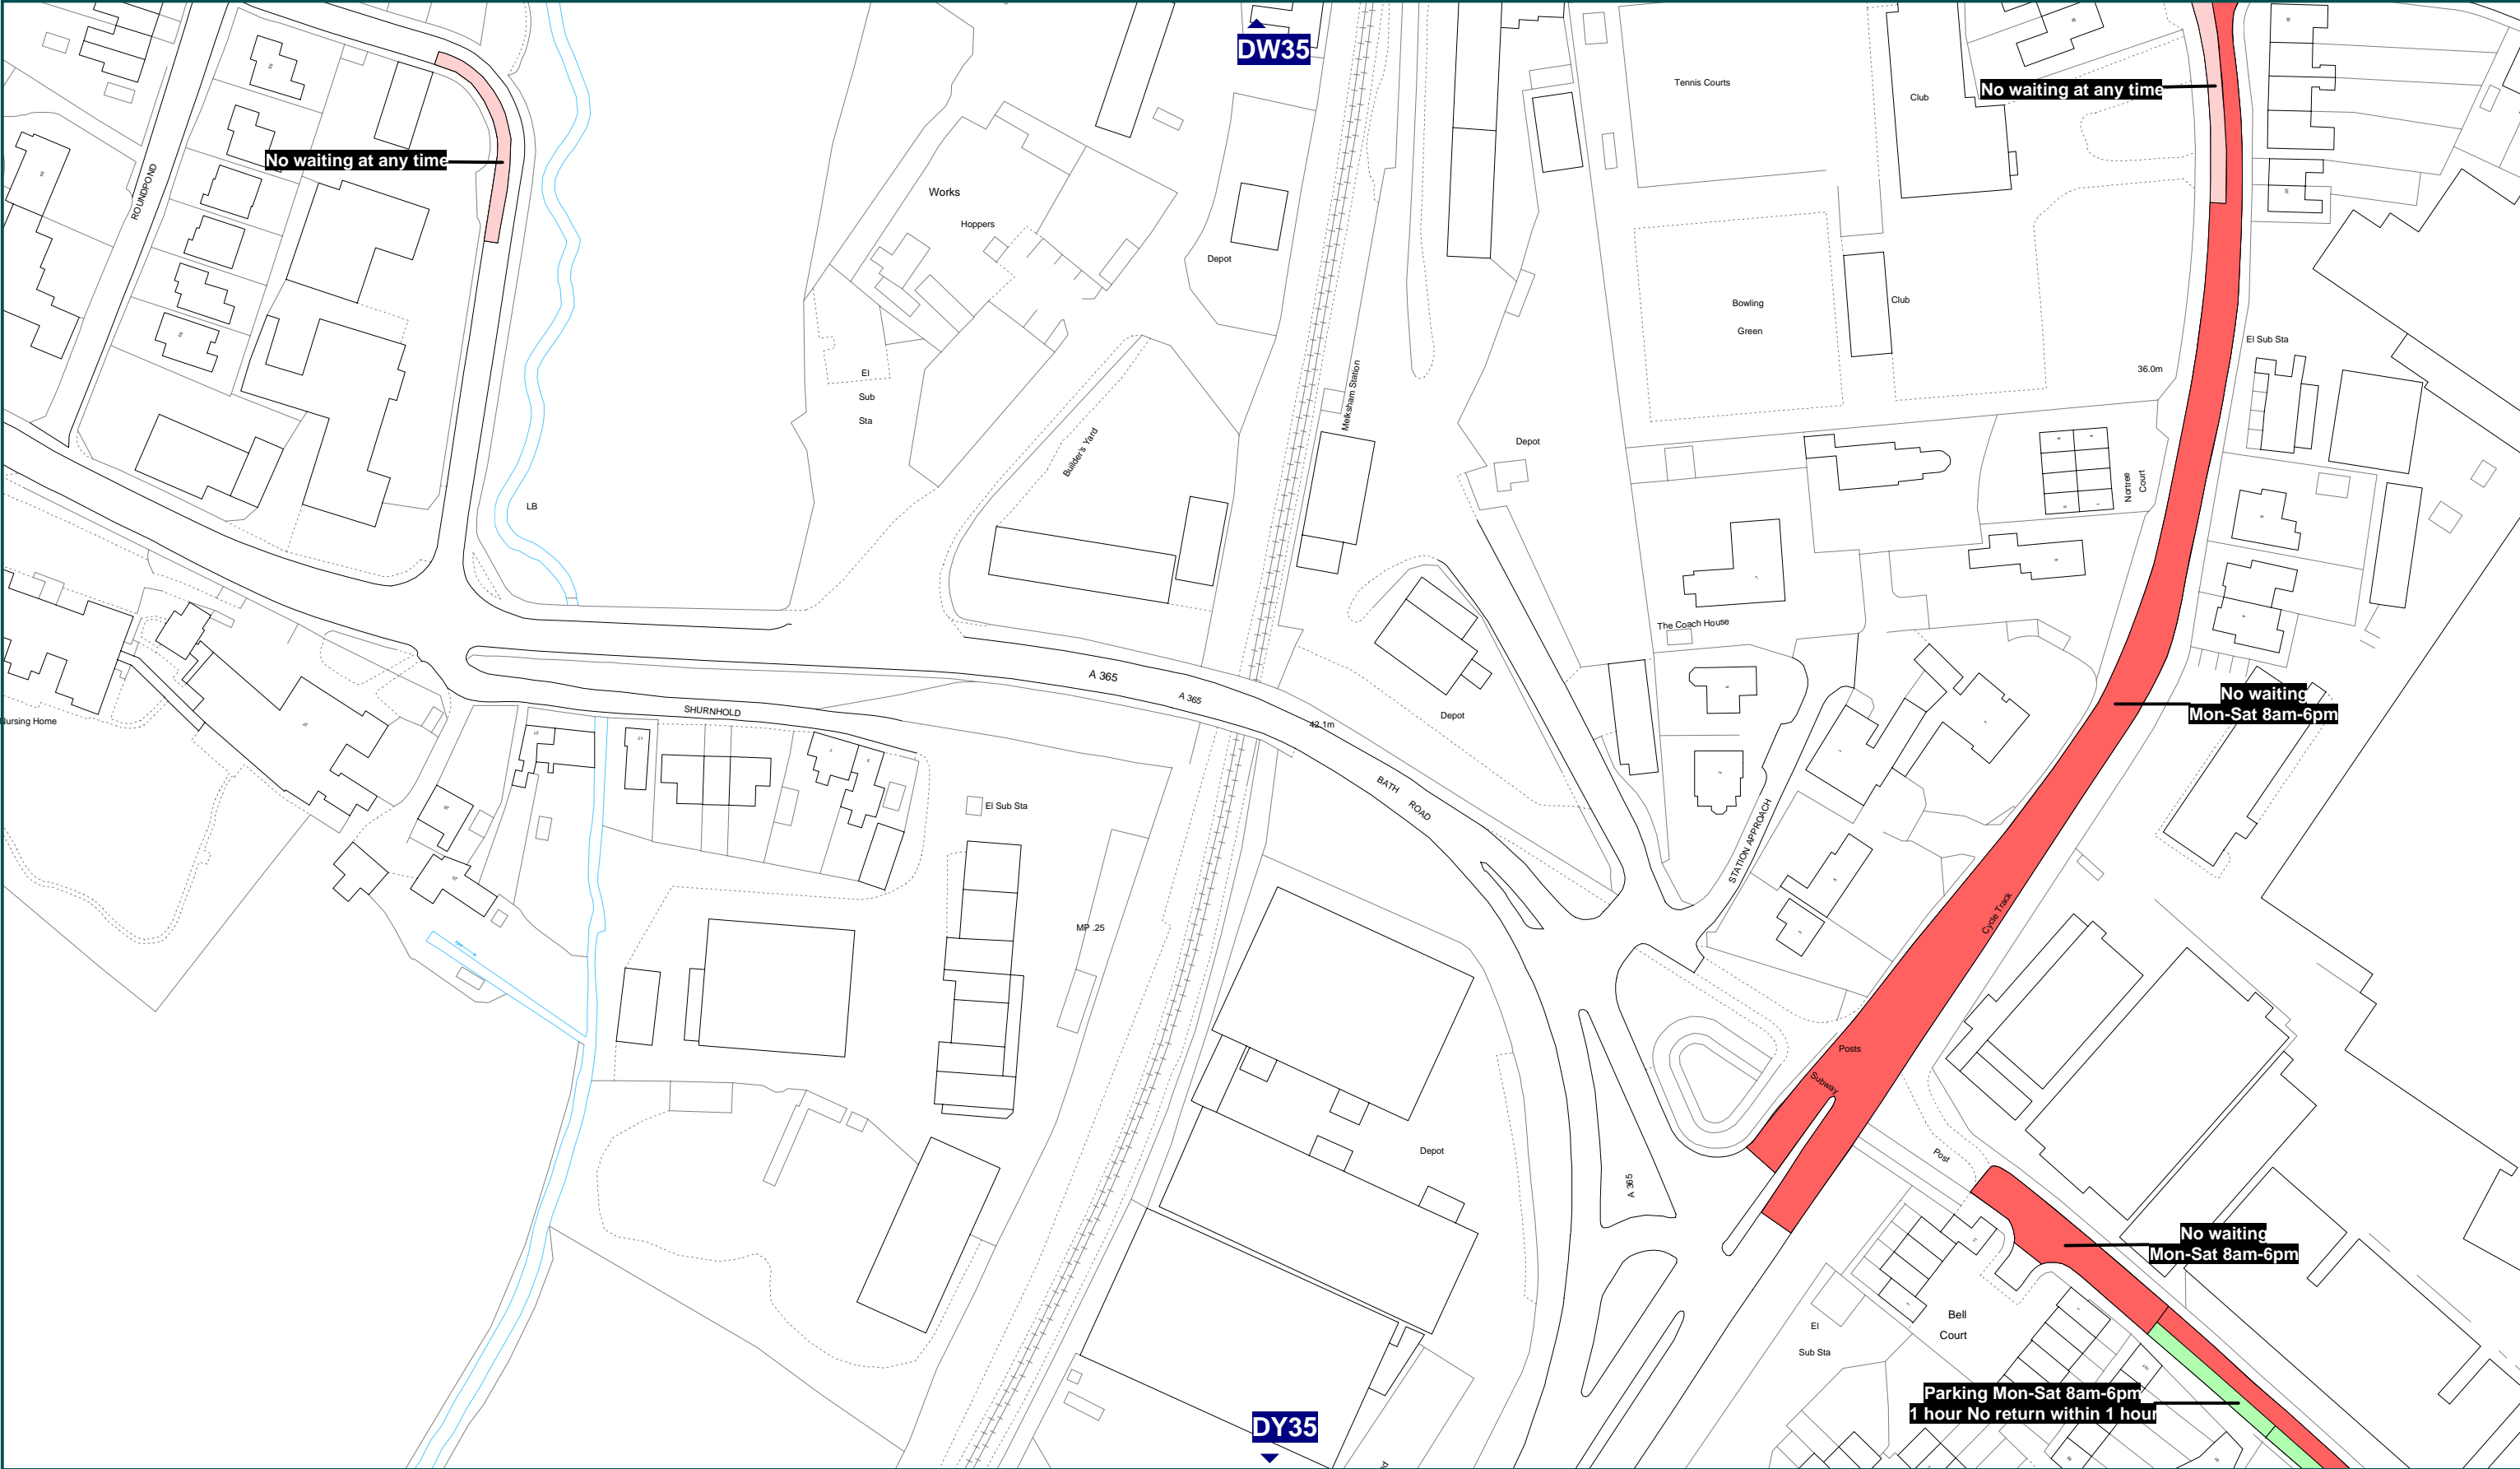 DW35
No waiting at any time
Tennis Courts
Club
No waiting at any time
ROUNDPOND
Works
Hoppers
Depot
Bowling
Green
Club
El Sub Sta
36.0m
El
Sub
Sta
Melksham Station
Builder's Yard
Depot
Nortree
Court
LB
The Coach House
A 365
A 365
SHURNHOLD
42.1m
Depot
Nursing Home
No waiting
Mon-Sat 8am-6pm
BATH ROAD
El Sub Sta
STATION APPROACH
Cycle Track
MP .25
Posts
Subway
Depot
Post
A 365
No waiting
Mon-Sat 8am-6pm
Bell
Court
El
Sub Sta
Parking Mon-Sat 8am-6pm
1 hour No return within 1 hour
DY35